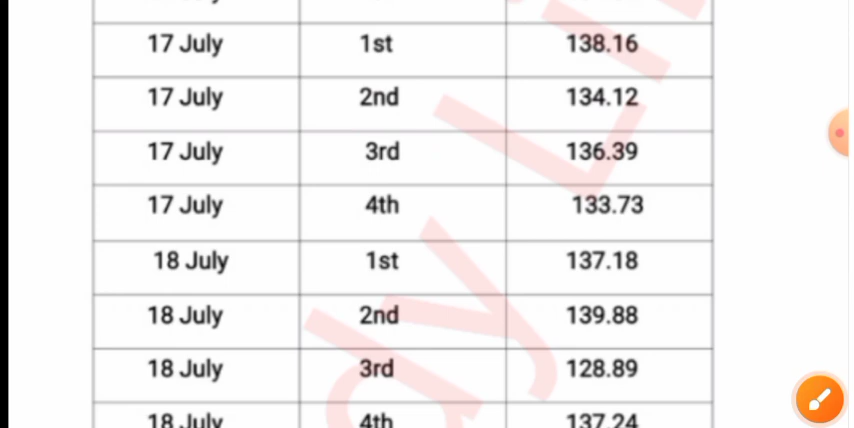 17 July 1st 138.16
17 July 2nd 134.12
17 July 3rd 136.39
17 July 4th 133.73
18 July 1st 137.18
18 July 2nd 139.88
18 July 3rd 128.89
18 July 4th 137.24